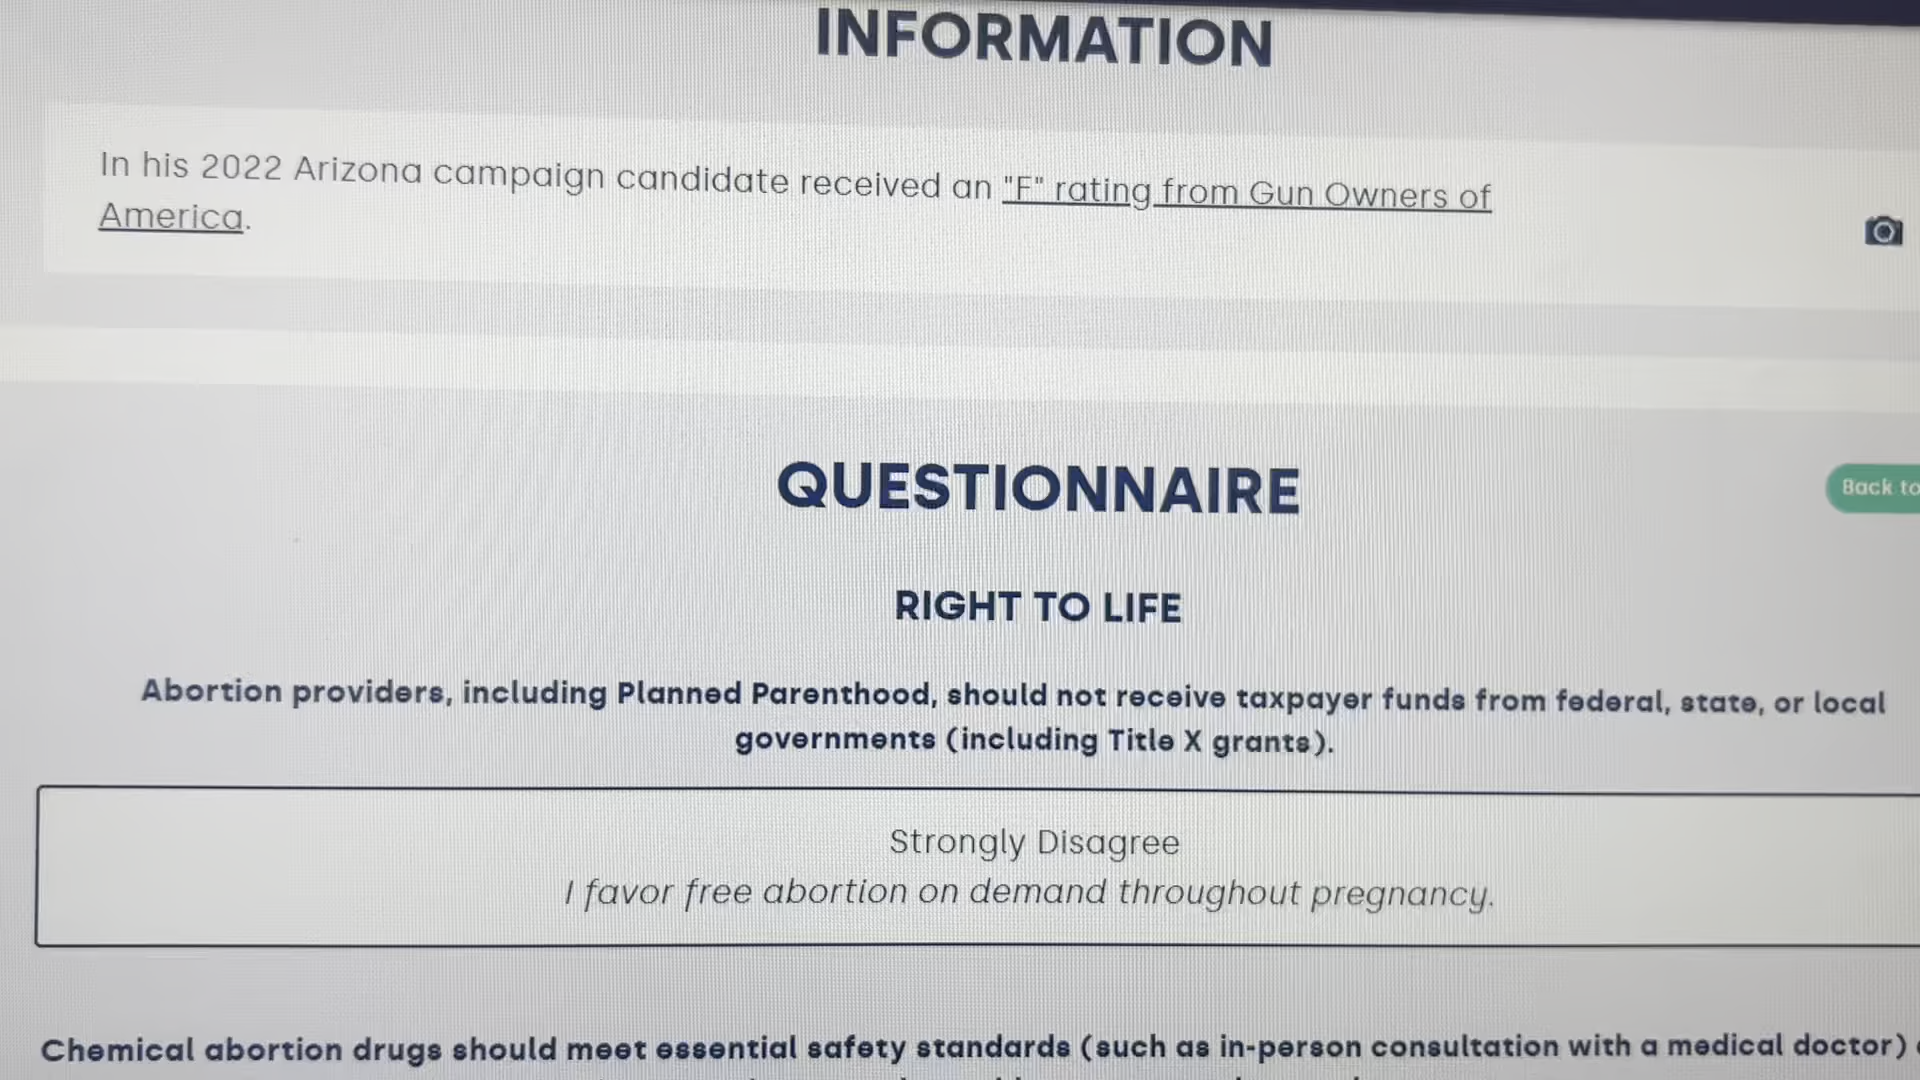 INFORMATION
In his 2022 Arizona campaign candidate received an "F" rating from Gun Owners of
America.
QUESTIONNAIRE
Back to
RIGHT TO LIFE
Abortion providers, including Planned Parenthood, should not receive taxpayer funds from federal, state, or local
governments (including Title X grants).
Strongly Disagree
I favor free abortion on demand throughout pregnancy.
Chemical abortion drugs should meet essential safety standards (such as in-person consultation with a medical doctor)